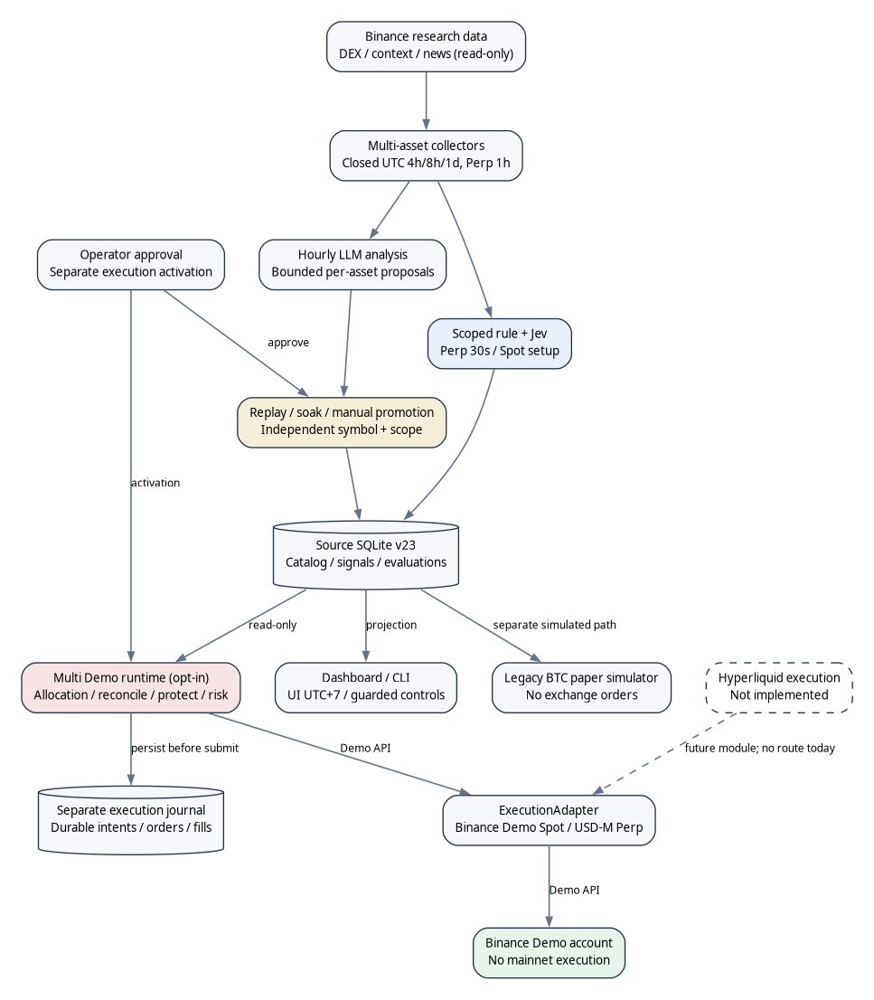 Binance research data
DEX / context / news (read-only)
Multi-asset collectors
Closed UTC 4h/8h/1d, Perp 1h
Operator approval
Separate execution activation
Hourly LLM analysis
Bounded per-asset proposals
Scoped rule + Jev
Perp 30s / Spot setup
approve
Replay / soak / manual promotion
Independent symbol + scope
activation
Source SQLite v23
Catalog / signals / evaluations
read-only
projection
separate simulated path
Multi Demo runtime (opt-in)
Allocation / reconcile / protect / risk
Dashboard / CLI
UI UTC+7 / guarded controls
Legacy BTC paper simulator
No exchange orders
Hyperliquid execution
Not implemented
persist before submit
Demo API
future module; no route today
Separate execution journal
Durable intents / orders / fills
ExecutionAdapter
Binance Demo Spot / USD-M Perp
Demo API
Binance Demo account
No mainnet execution